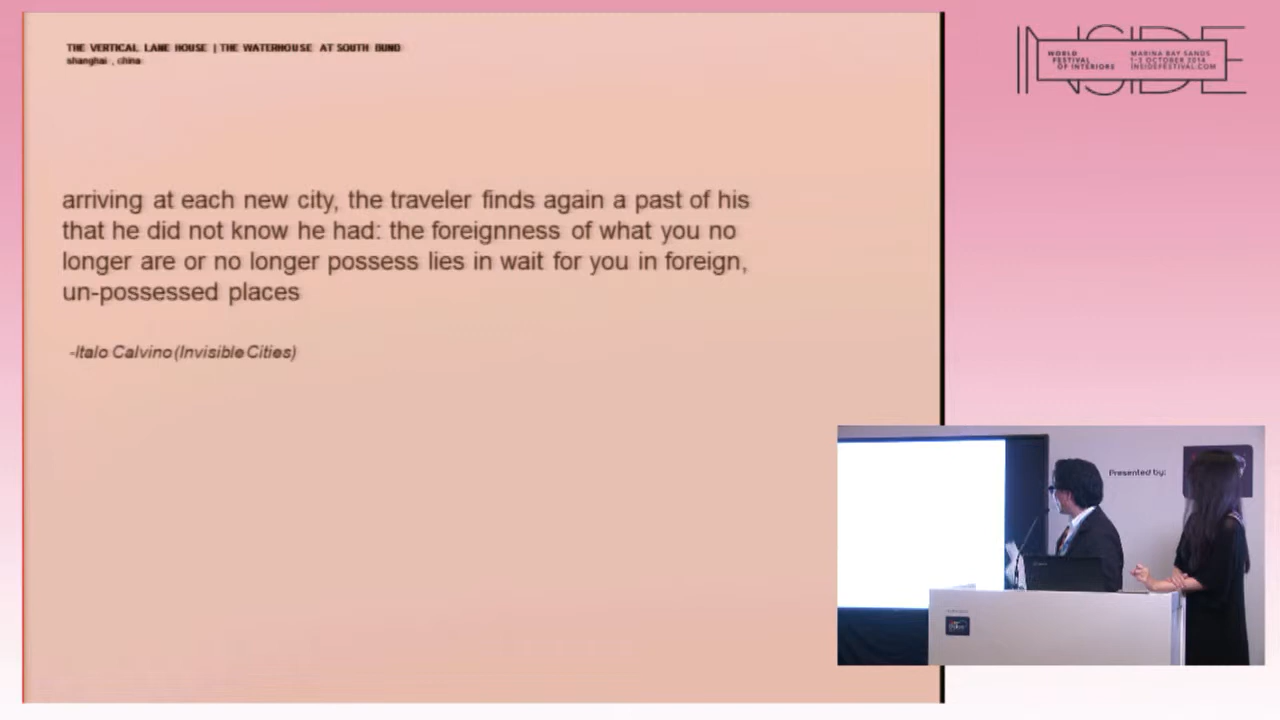 THE VERTICAL LANE HOUSE | THE WATERHOUSE AT SOUTH BUND
shanghai , china
arriving at each new city, the traveler finds again a past of his
that he did not know he had: the foreignness of what you no
longer are or no longer possess lies in wait for you in foreign,
un-possessed places
-Italo Calvino (Invisible Cities)
INSIDE
WORLD
FESTIVAL
OF INTERIORS
MARINA BAY SANDS
1-3 OCTOBER 2014
INSIDEFESTIVAL.COM
Presented by: